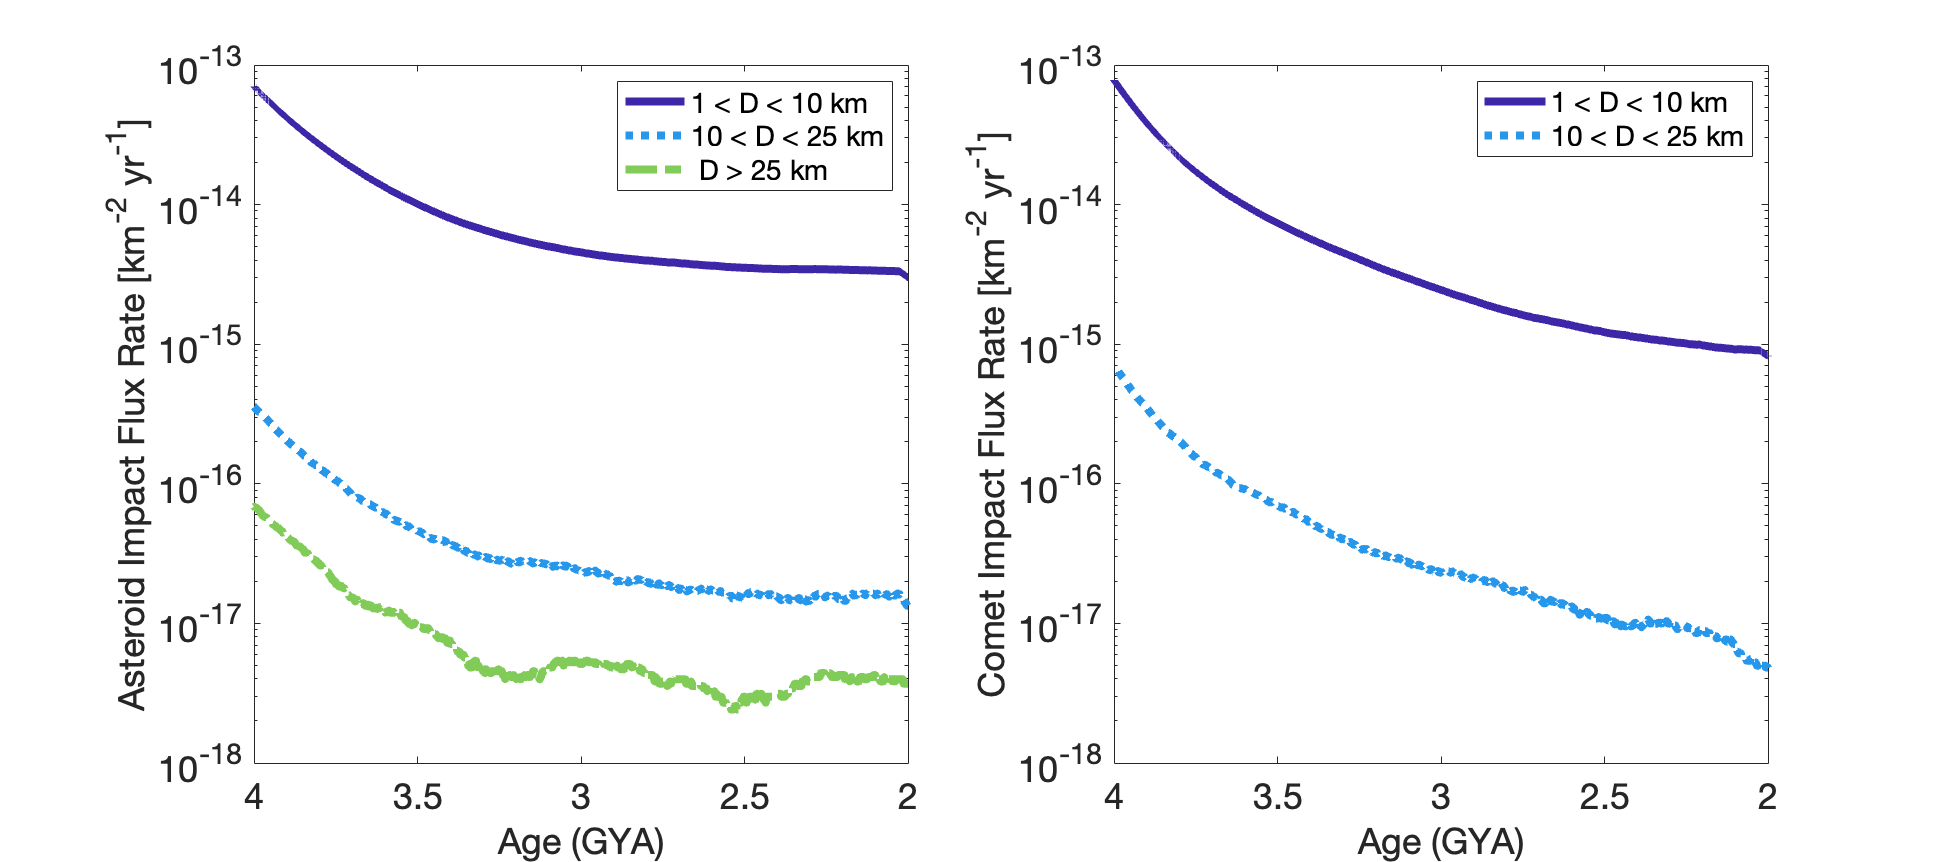 Asteroid Impact Flux Rate [km^-2 yr^-1]
10^-13
10^-14
10^-15
10^-16
10^-17
10^-18
1 < D < 10 km
10 < D < 25 km
D > 25 km
4 3.5 3 2.5 2
Age (GYA)
Comet Impact Flux Rate [km^-2 yr^-1]
10^-13
10^-14
10^-15
10^-16
10^-17
10^-18
1 < D < 10 km
10 < D < 25 km
4 3.5 3 2.5 2
Age (GYA)